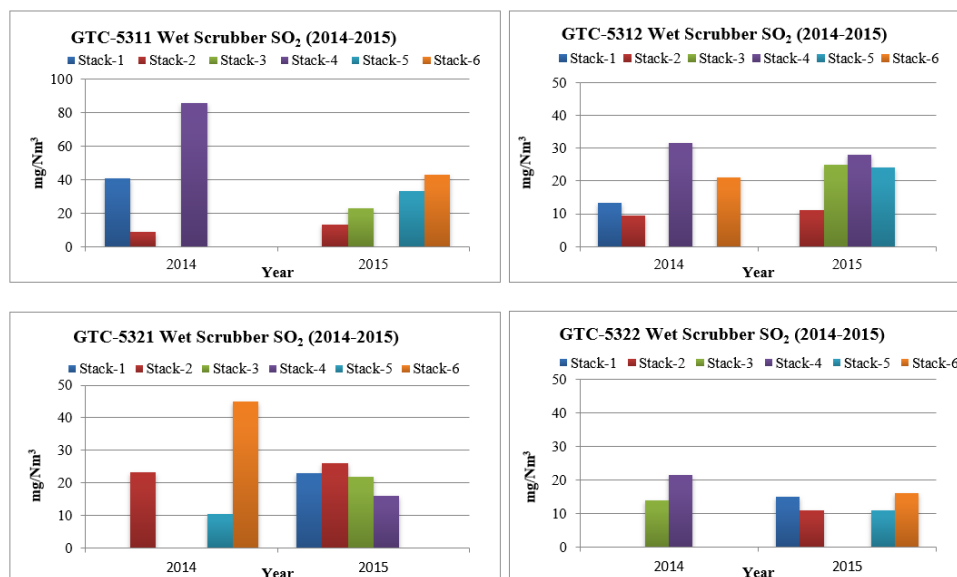 GTC-5311 Wet Scrubber SO₂ (2014-2015)
Stack-1 Stack-2 Stack-3 Stack-4 Stack-5 Stack-6
100
80
60
40
20
0
mg/Nm³
2014 2015
Year
GTC-5312 Wet Scrubber SO₂ (2014-2015)
Stack-1 Stack-2 Stack-3 Stack-4 Stack-5 Stack-6
50
40
30
20
10
0
mg/Nm³
2014 2015
Year
GTC-5321 Wet Scrubber SO₂ (2014-2015)
Stack-1 Stack-2 Stack-3 Stack-4 Stack-5 Stack-6
50
40
30
20
10
0
mg/Nm³
2014 2015
Year
GTC-5322 Wet Scrubber SO₂ (2014-2015)
Stack-1 Stack-2 Stack-3 Stack-4 Stack-5 Stack-6
50
40
30
20
10
0
mg/Nm³
2014 2015
Year